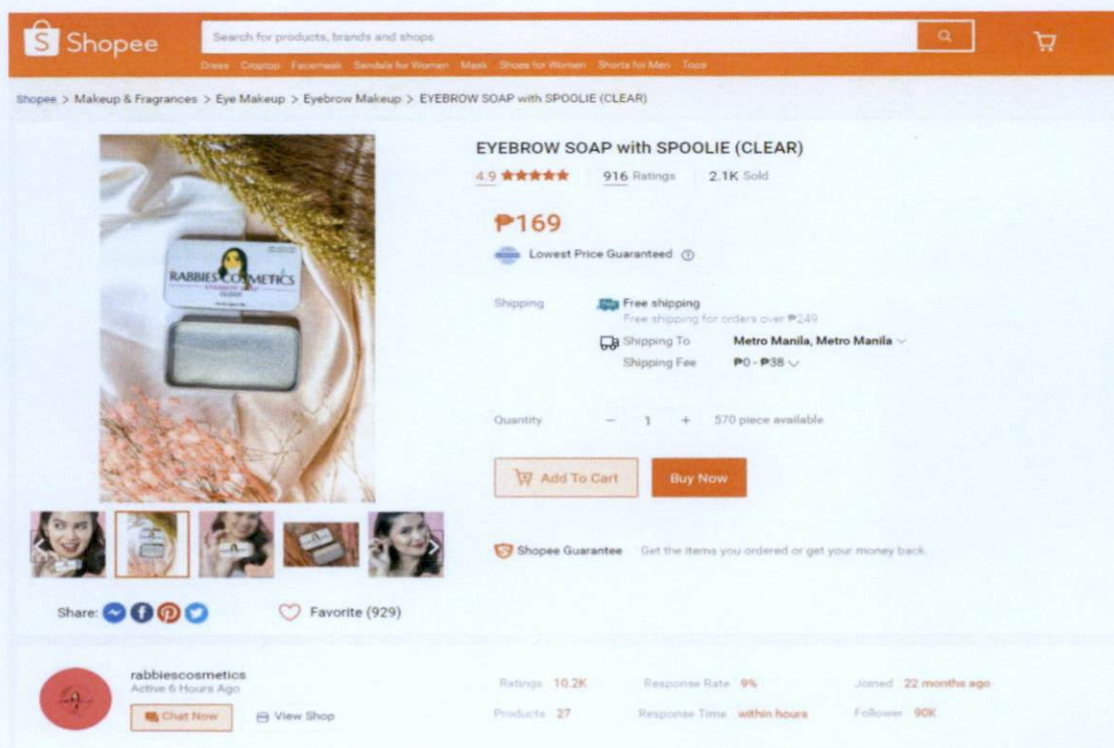 Shopee
Search for products, brands and shops
Dress Croptop Facemask Sandals for Women Mask Shoes for Women Shorts for Men Tops
Shopee > Makeup & Fragrances > Eye Makeup > Eyebrow Makeup > EYEBROW SOAP with SPOOLIE (CLEAR)
RABBIES COSMETICS
EYEBROW SOAP with SPOOLIE (CLEAR)
4.9 ★★★★★ 916 Ratings 2.1K Sold
₱169
Lowest Price Guaranteed ?
Shipping Free shipping
Free shipping for orders over ₱249
Shipping To Metro Manila, Metro Manila
Shipping Fee ₱0 - ₱38
Quantity − 1 + 570 piece available
Add To Cart Buy Now
Shopee Guarantee Get the items you ordered or get your money back.
Share: Favorite (929)
rabbiescosmetics
Active 6 Hours Ago
Chat Now View Shop
Ratings 10.2K Response Rate 9% Joined 22 months ago
Products 27 Response Time within hours Follower 90K